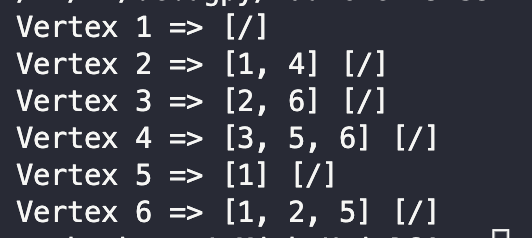 Vertex 1 => [/]
Vertex 2 => [1, 4] [/]
Vertex 3 => [2, 6] [/]
Vertex 4 => [3, 5, 6] [/]
Vertex 5 => [1] [/]
Vertex 6 => [1, 2, 5] [/]